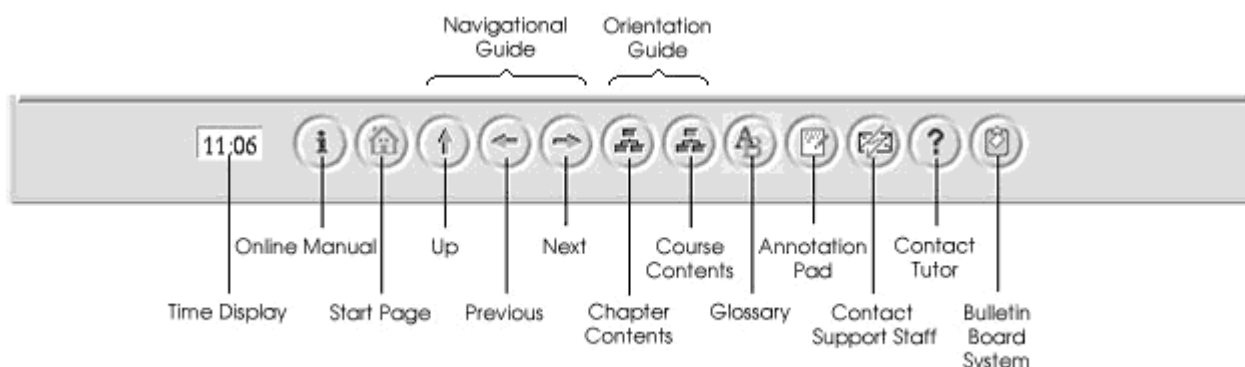 Navigational
Guide
Orientation
Guide
11:06
i
A
B
?
Online Manual
Up
Next
Course
Contents
Annotation
Pad
Contact
Tutor
Time Display
Start Page
Previous
Chapter
Contents
Glossary
Contact
Support Staff
Bulletin
Board
System